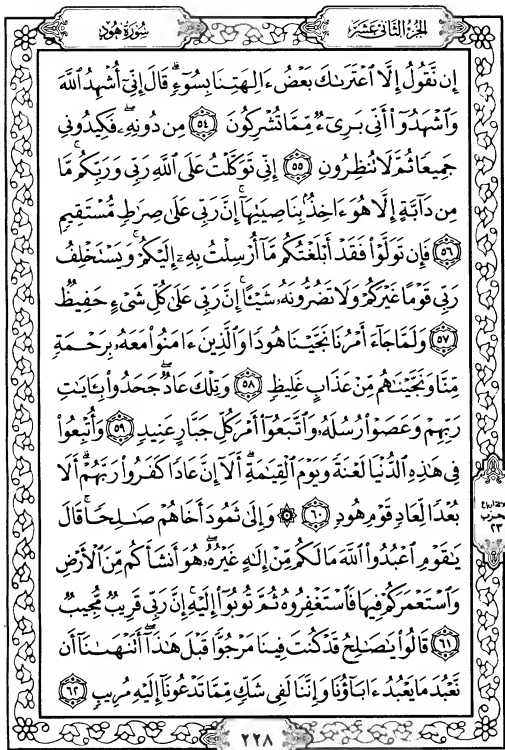 الجزء الثاني عشر
سورة هود
إِن نَّقُولُ إِلَّا ٱعْتَرَىٰكَ بَعْضُ ءَالِهَتِنَا بِسُوٓءٍۗ قَالَ إِنِّىٓ أُشْهِدُ ٱللَّهَ
وَٱشْهَدُوٓا۟ أَنِّى بَرِىٓءٌ مِّمَّا تُشْرِكُونَ ٥٤ مِن دُونِهِۦۖ فَكِيدُونِى
جَمِيعًا ثُمَّ لَا تُنظِرُونِ ٥٥ إِنِّى تَوَكَّلْتُ عَلَى ٱللَّهِ رَبِّى وَرَبِّكُمۚ مَّا
مِن دَآبَّةٍ إِلَّا هُوَ ءَاخِذٌۢ بِنَاصِيَتِهَآۚ إِنَّ رَبِّى عَلَىٰ صِرَٰطٍ مُّسْتَقِيمٍ
٥٦ فَإِن تَوَلَّوْا۟ فَقَدْ أَبْلَغْتُكُم مَّآ أُرْسِلْتُ بِهِۦٓ إِلَيْكُمْۚ وَيَسْتَخْلِفُ
رَبِّى قَوْمًا غَيْرَكُمْ وَلَا تَضُرُّونَهُۥ شَيْـًٔاۚ إِنَّ رَبِّى عَلَىٰ كُلِّ شَىْءٍ حَفِيظٌ
٥٧ وَلَمَّا جَآءَ أَمْرُنَا نَجَّيْنَا هُودًا وَٱلَّذِينَ ءَامَنُوا۟ مَعَهُۥ بِرَحْمَةٍ
مِّنَّا وَنَجَّيْنَٰهُم مِّنْ عَذَابٍ غَلِيظٍ ٥٨ وَتِلْكَ عَادٌۖ جَحَدُوا۟ بِـَٔايَٰتِ
رَبِّهِمْ وَعَصَوْا۟ رُسُلَهُۥ وَٱتَّبَعُوٓا۟ أَمْرَ كُلِّ جَبَّارٍ عَنِيدٍ ٥٩ وَأُتْبِعُوا۟
فِى هَٰذِهِ ٱلدُّنْيَا لَعْنَةً وَيَوْمَ ٱلْقِيَٰمَةِۗ أَلَآ إِنَّ عَادًا كَفَرُوا۟ رَبَّهُمْۗ أَلَا
بُعْدًا لِّعَادٍ قَوْمِ هُودٍ ٦٠ ۞ وَإِلَىٰ ثَمُودَ أَخَاهُمْ صَٰلِحًاۚ قَالَ
يَٰقَوْمِ ٱعْبُدُوا۟ ٱللَّهَ مَا لَكُم مِّنْ إِلَٰهٍ غَيْرُهُۥۖ هُوَ أَنشَأَكُم مِّنَ ٱلْأَرْضِ
وَٱسْتَعْمَرَكُمْ فِيهَا فَٱسْتَغْفِرُوهُ ثُمَّ تُوبُوٓا۟ إِلَيْهِۚ إِنَّ رَبِّى قَرِيبٌ مُّجِيبٌ
٦١ قَالُوا۟ يَٰصَٰلِحُ قَدْ كُنتَ فِينَا مَرْجُوًّا قَبْلَ هَٰذَآۖ أَتَنْهَىٰنَآ أَن
نَّعْبُدَ مَا يَعْبُدُ ءَابَآؤُنَا وَإِنَّنَا لَفِى شَكٍّ مِّمَّا تَدْعُونَآ إِلَيْهِ مُرِيبٍ ٦٢
الحزب
٢٣
٢٢٨